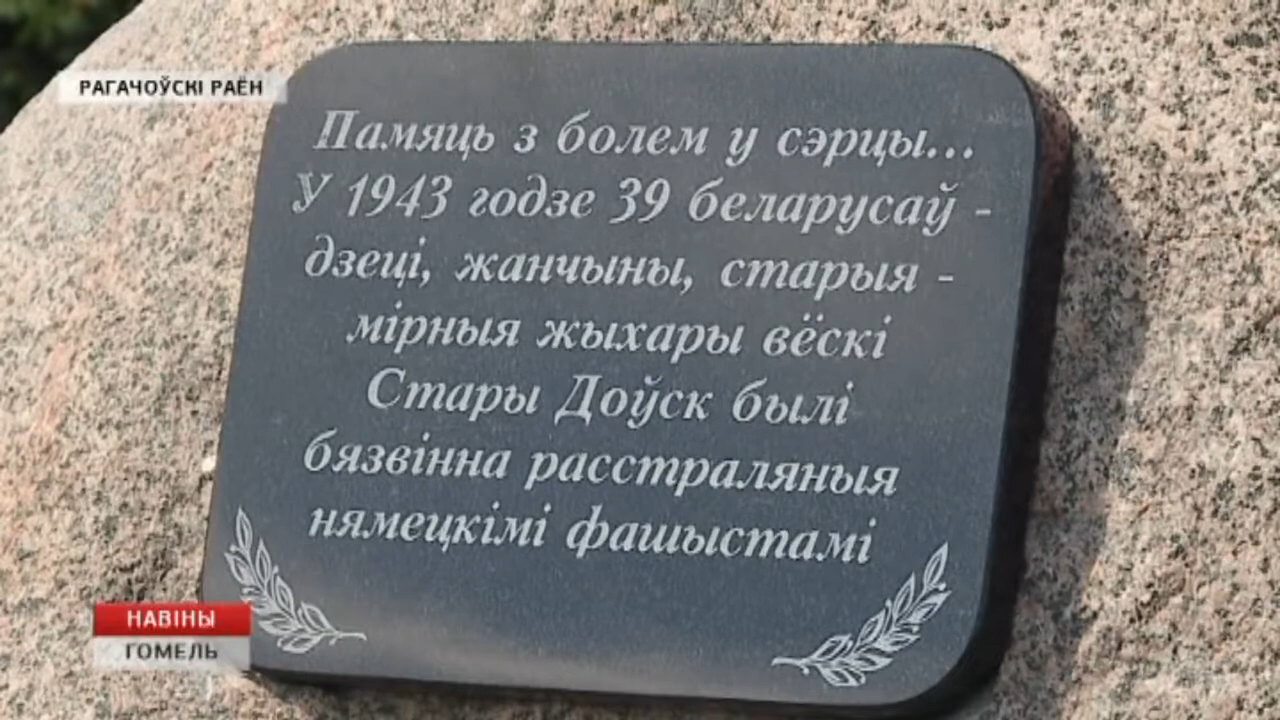 РАГАЧОЎСКІ РАЁН
Памяць з болем у сэрцы...
У 1943 годзе 39 беларусаў -
дзеці, жанчыны, старыя -
мірныя жыхары вёскі
Стары Доўск былі
бязвінна расстраляныя
нямецкімі фашыстамі
НАВІНЫ
ГОМЕЛЬ